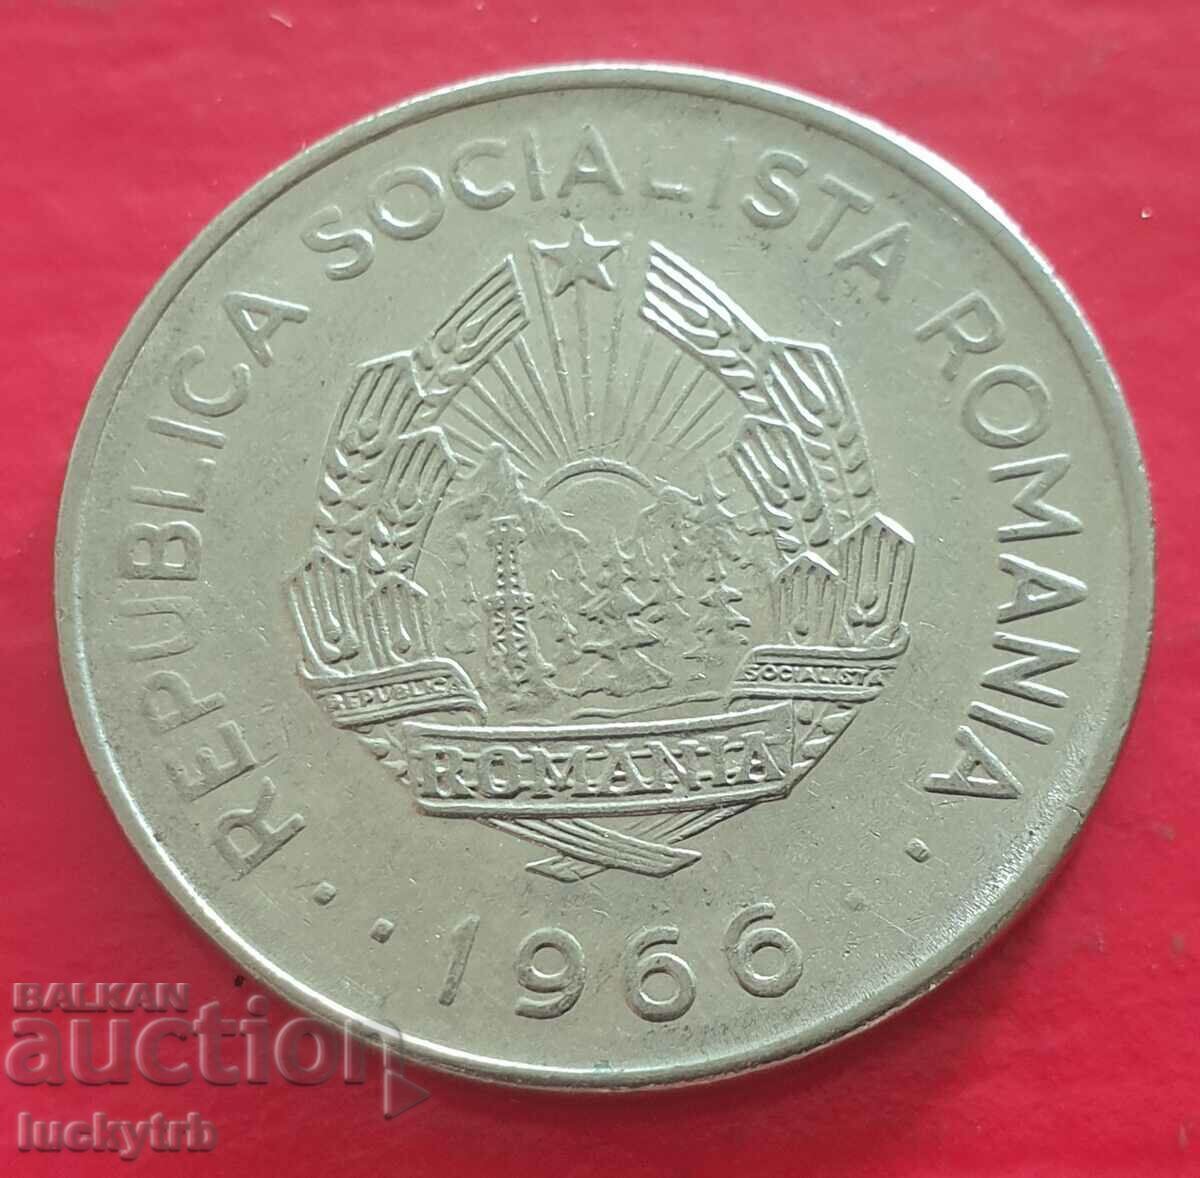 REPUBLICA SOCIALISTA ROMANIA
REPUBLICA
SOCIALISTA
ROMANIA
· 1966 ·
BALKAN
auction
luckytrb